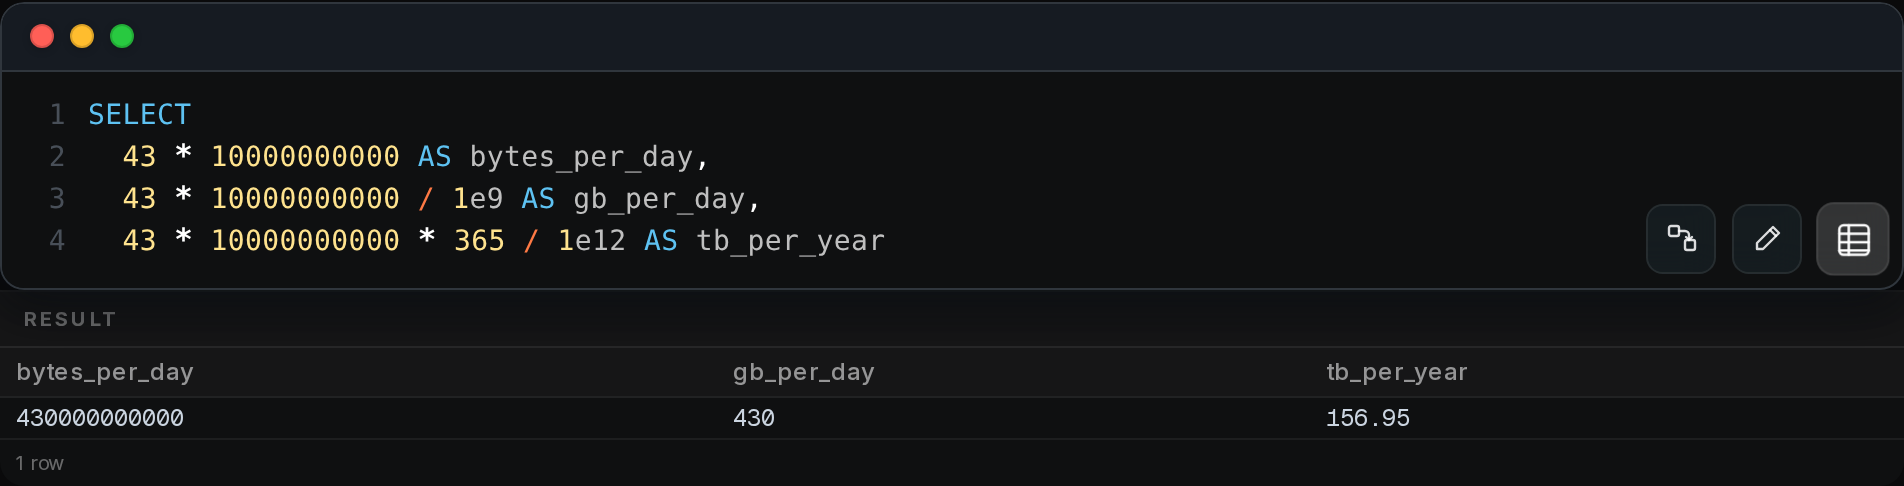 1 SELECT
2 43 * 10000000000 AS bytes_per_day,
3 43 * 10000000000 / 1e9 AS gb_per_day,
4 43 * 10000000000 * 365 / 1e12 AS tb_per_year
RESULT
bytes_per_day gb_per_day tb_per_year
430000000000 430 156.95
1 row